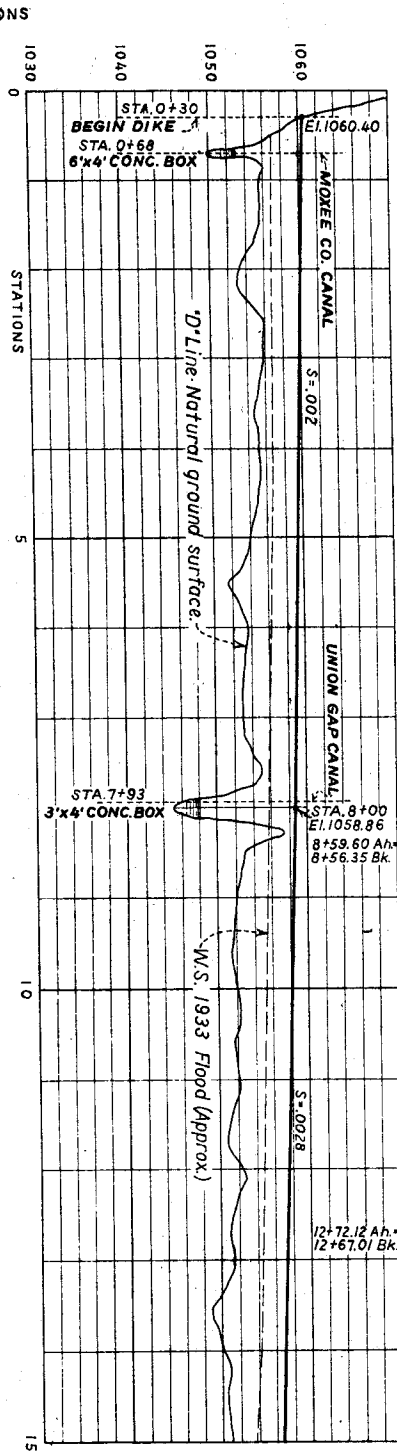 ONS
1030
1040
1050
1060
0
STA. 0+30
BEGIN DIKE
El. 1060.40
STA. 0+68
6'x4' CONC. BOX
MOXEE CO. CANAL
STATIONS
"D" Line-Natural ground surface.
S=.002
5
UNION GAP CANAL
STA. 7+93
3'x4' CONC. BOX
STA. 8+00
El. 1058.86
8+59.60 Ah.=
8+56.35 Bk.
W.S. 1933 Flood (Approx.)
10
S=.0028
12+72.12 Ah.=
12+67.01 Bk.
15